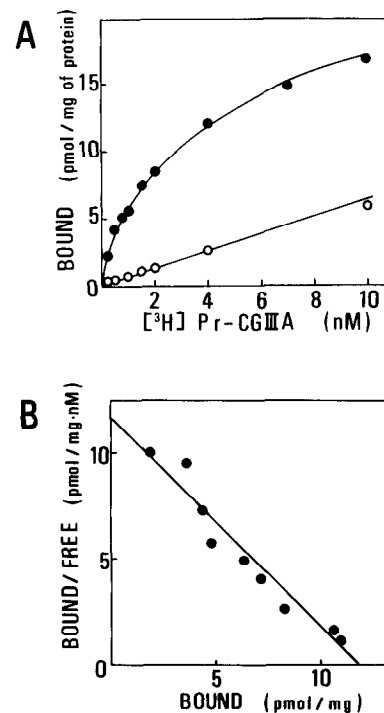 A
BOUND (pmol / mg of protein)
15
10
5
0
2
4
6
8
10
[³H] Pr-CGⅢA (nM)
B
BOUND/FREE (pmol/mg·nM)
10
5
0
5
10
BOUND (pmol/mg)